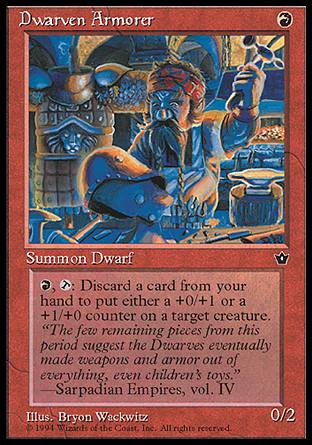 Dwarven Armorer
Summon Dwarf
: Discard a card from your
hand to put either a +0/+1 or a
+1/+0 counter on a target creature.
"The few remaining pieces from this
period suggest the Dwarves eventually
made weapons and armor out of
everything, even children's toys."
—Sarpadian Empires, vol. IV
Illus. Bryon Wackwitz
0/2
© 1994 Wizards of the Coast, Inc. All rights reserved.